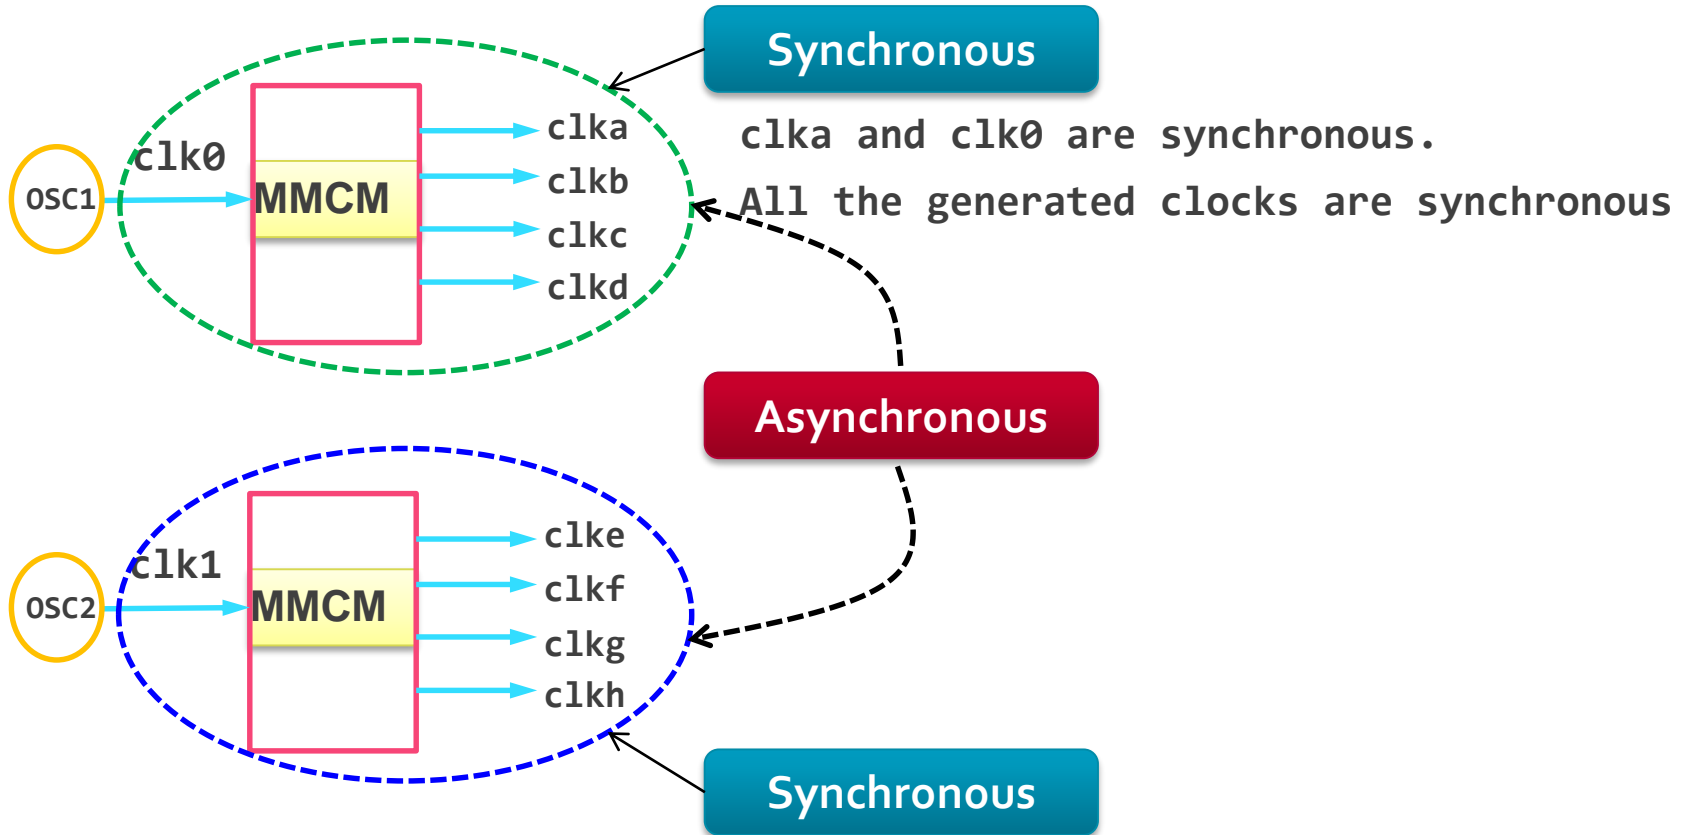 Synchronous
clka and clk0 are synchronous.
All the generated clocks are synchronous
OSC1
clk0
MMCM
clka
clkb
clkc
clkd
Asynchronous
OSC2
clk1
MMCM
clke
clkf
clkg
clkh
Synchronous